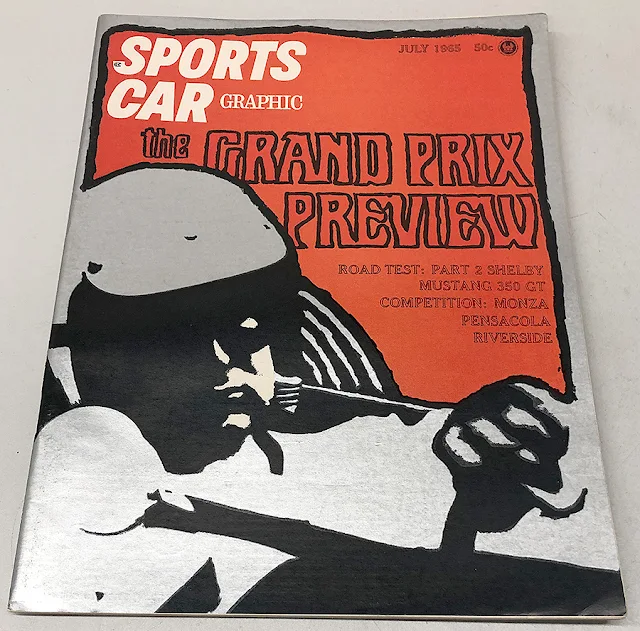 SPORTS
CAR GRAPHIC
JULY 1965 50c
the GRAND PRIX
PREVIEW
ROAD TEST: PART 2 SHELBY
MUSTANG 350 GT
COMPETITION: MONZA
PENSACOLA
RIVERSIDE